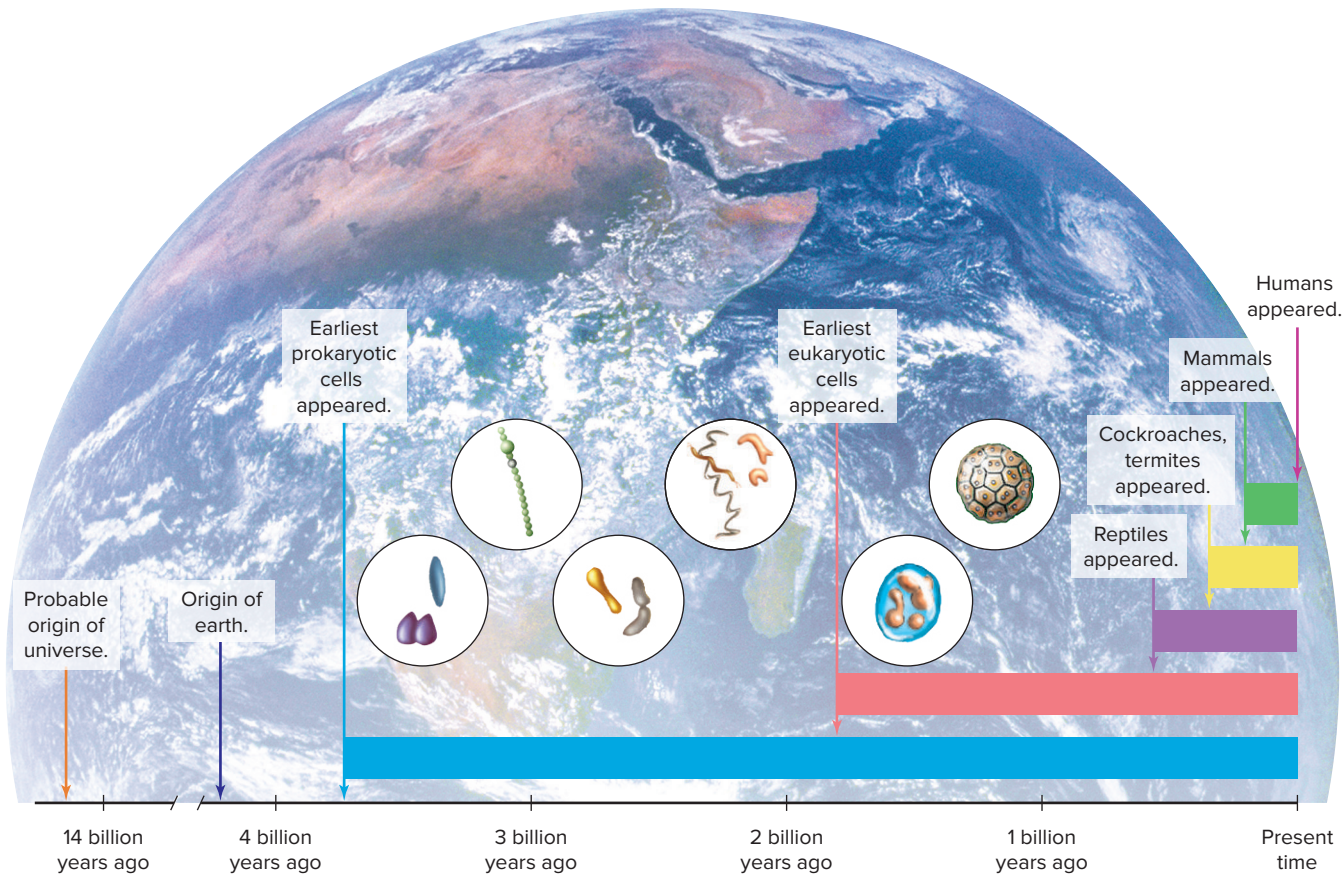 Humans
appeared.
Earliest
prokaryotic
cells
appeared.
Earliest
eukaryotic
cells
appeared.
Mammals
appeared.
Cockroaches,
termites
appeared.
Reptiles
appeared.
Probable
origin of
universe.
Origin of
earth.
14 billion
years ago
4 billion
years ago
3 billion
years ago
2 billion
years ago
1 billion
years ago
Present
time